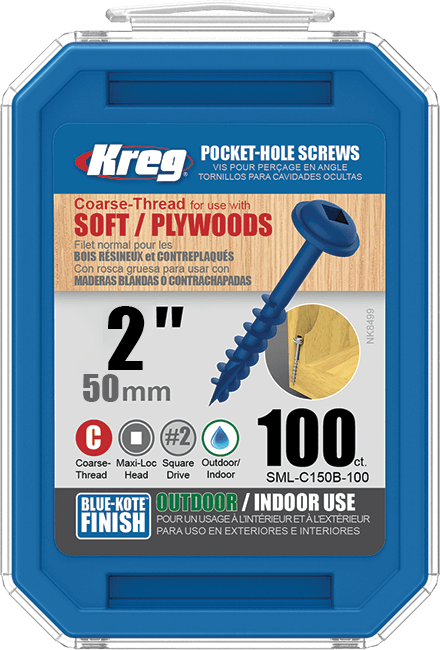 Kreg®
POCKET-HOLE SCREWS
VIS POUR PERÇAGE EN ANGLE
TORNILLOS PARA CAVIDADES OCULTAS
Coarse-Thread for use with
SOFT / PLYWOODS
Filet normal pour les
BOIS RÉSINEUX et CONTREPLAQUÉS
Con rosca gruesa para usar con
MADERAS BLANDAS O CONTRACHAPADAS
2"
50mm
NK8499
C
#2
Coarse-
Thread
Maxi-Loc
Head
Square
Drive
Outdoor/
Indoor
100 ct.
SML-C150B-100
BLUE-KOTE™
FINISH
OUTDOOR / INDOOR USE
POUR UN USAGE À L'INTÉRIEUR ET À L'EXTÉRIEUR
PARA USO EN EXTERIORES E INTERIORES